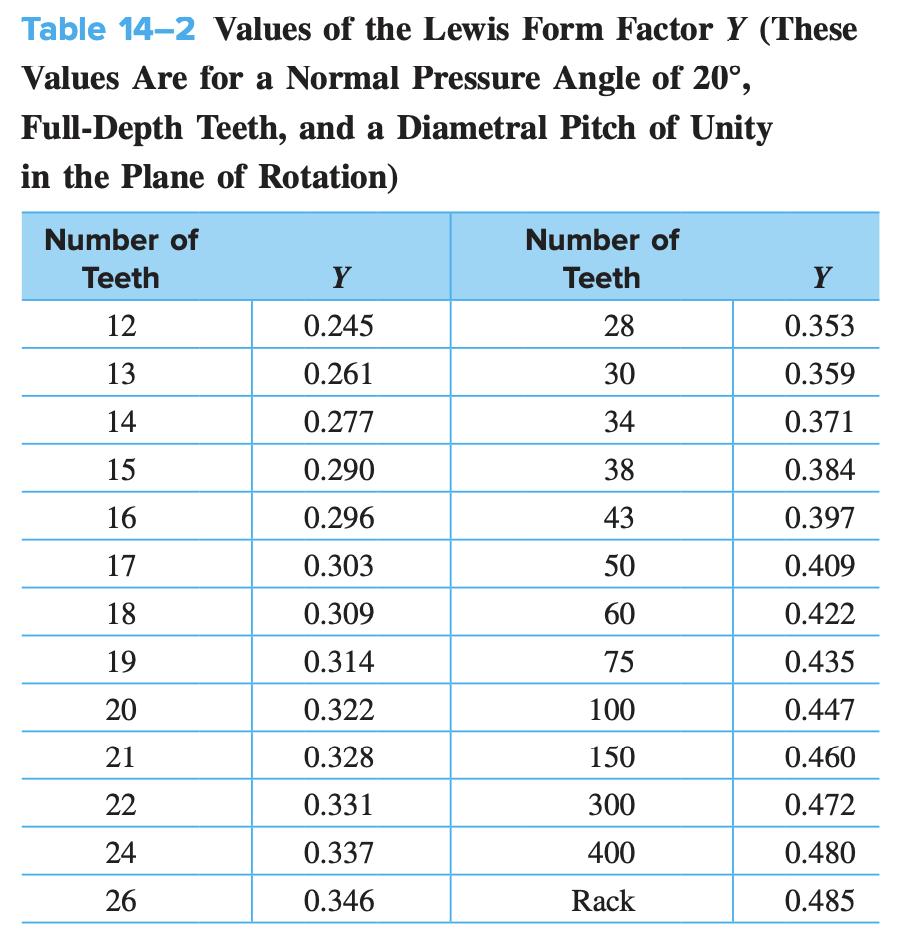 Table 14–2 Values of the Lewis Form Factor Y (These
Values Are for a Normal Pressure Angle of 20°,
Full-Depth Teeth, and a Diametral Pitch of Unity
in the Plane of Rotation)
Number of Teeth Y Number of Teeth Y
12 0.245 28 0.353
13 0.261 30 0.359
14 0.277 34 0.371
15 0.290 38 0.384
16 0.296 43 0.397
17 0.303 50 0.409
18 0.309 60 0.422
19 0.314 75 0.435
20 0.322 100 0.447
21 0.328 150 0.460
22 0.331 300 0.472
24 0.337 400 0.480
26 0.346 Rack 0.485